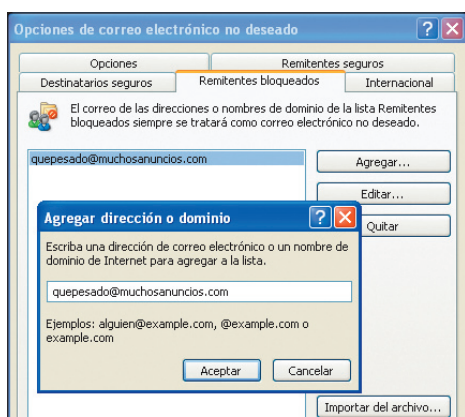 Opciones de correo electrónico no deseado
Opciones
Remitentes seguros
Destinatarios seguros
Remitentes bloqueados
Internacional
El correo de las direcciones o nombres de dominio de la lista Remitentes
bloqueados siempre se tratará como correo electrónico no deseado.
quepesado@muchosanuncios.com
Agregar...
Editar...
Quitar
Agregar dirección o dominio
Escriba una dirección de correo electrónico o un nombre de
dominio de Internet para agregar a la lista.
quepesado@muchosanuncios.com
Ejemplos: alguien@example.com, @example.com o
example.com
Aceptar
Cancelar
Importar del archivo...